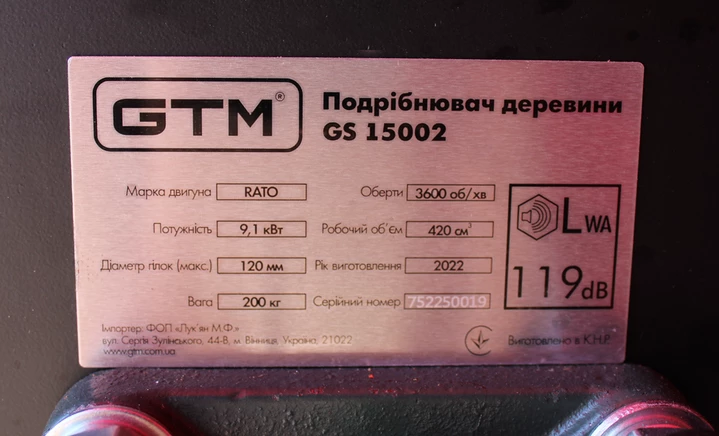 GTM®
Подрібнювач деревини
GS 15002
Марка двигуна RATO Оберти 3600 об/хв
Потужність 9,1 кВт Робочий об'єм 420 см³
Діаметр гілок (макс.) 120 мм Рік виготовлення 2022
Вага 200 кг Серійний номер 752250019
LWA
119dB
Імпортер: ФОП «Лук'ян М.Ф.»
вул. Сергія Зулінського, 44-В, м. Вінниця, Україна, 21022
www.gtm.com.ua
Виготовлено в К.Н.Р.